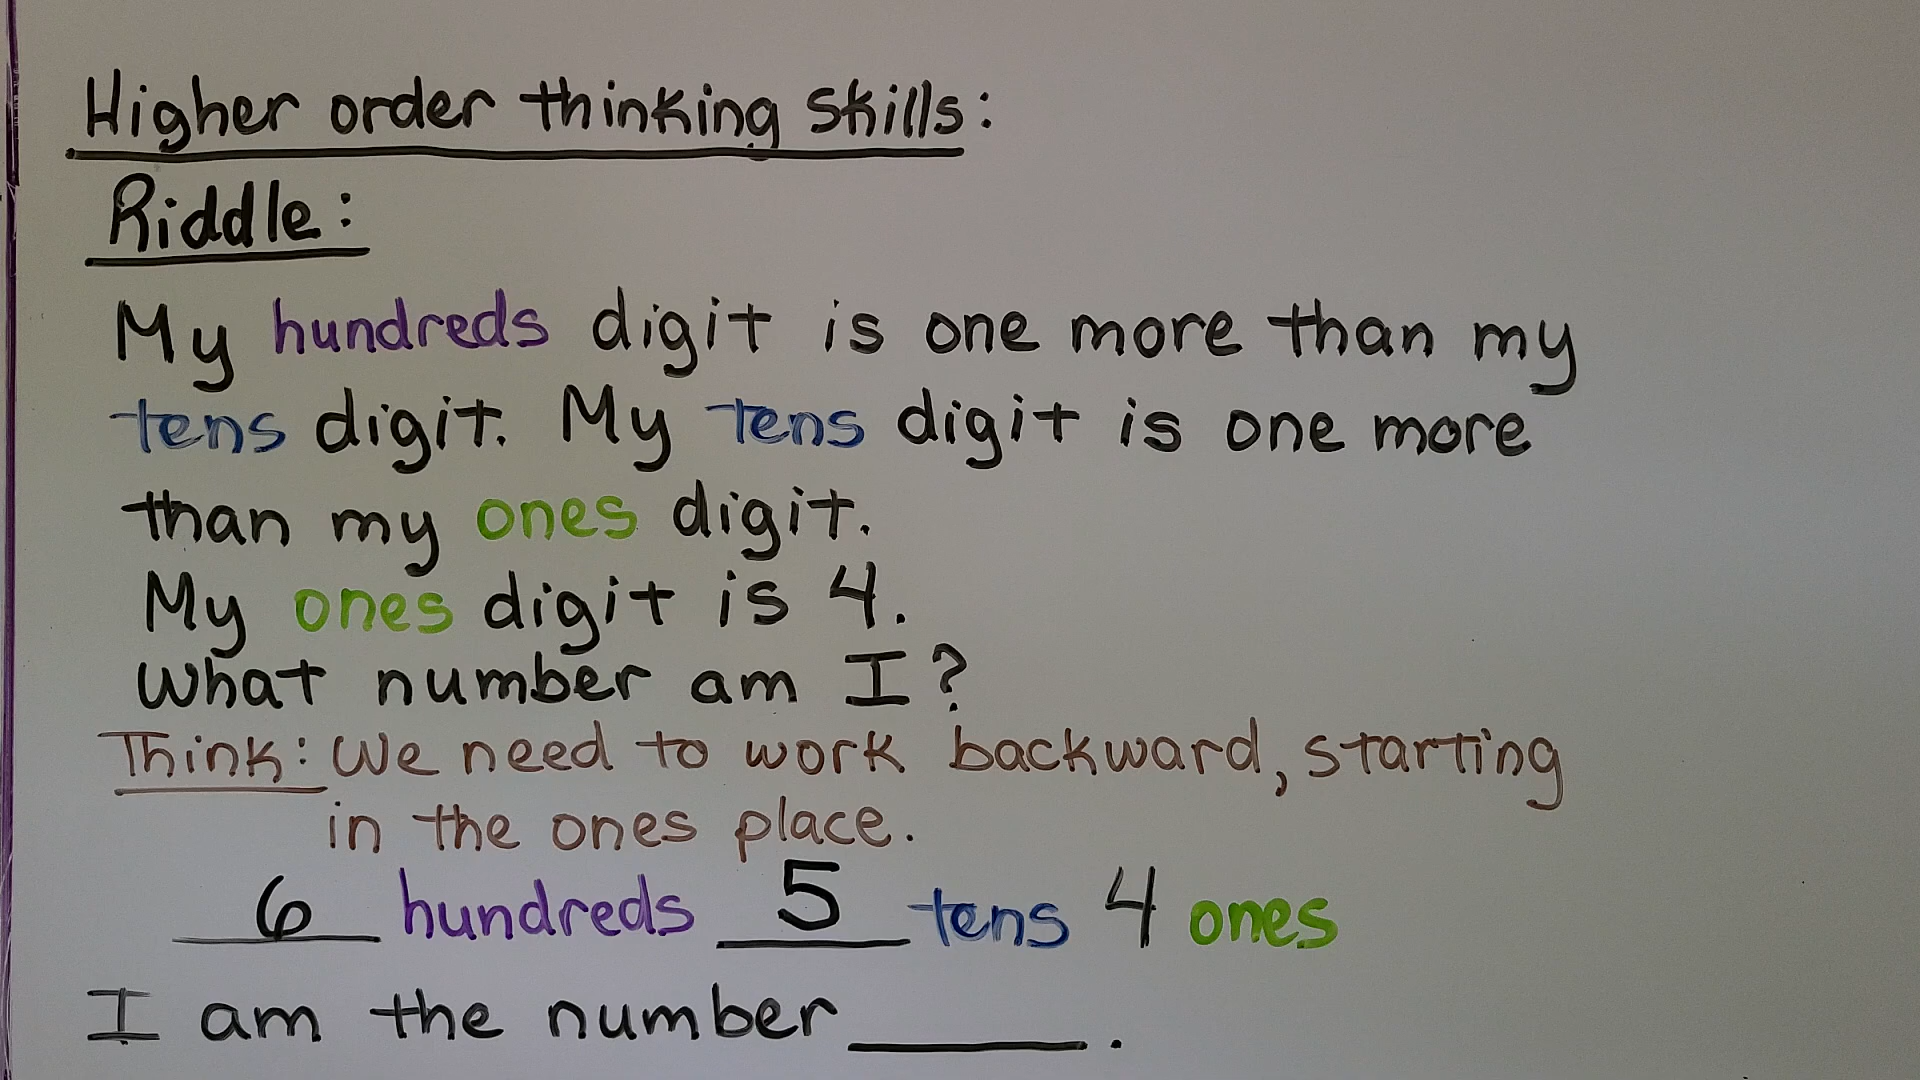 Higher order thinking skills:
Riddle:
My hundreds digit is one more than my
tens digit. My tens digit is one more
than my ones digit.
My ones digit is 4.
What number am I?
Think: We need to work backward, starting
in the ones place.
6 hundreds 5 tens 4 ones
I am the number ____.